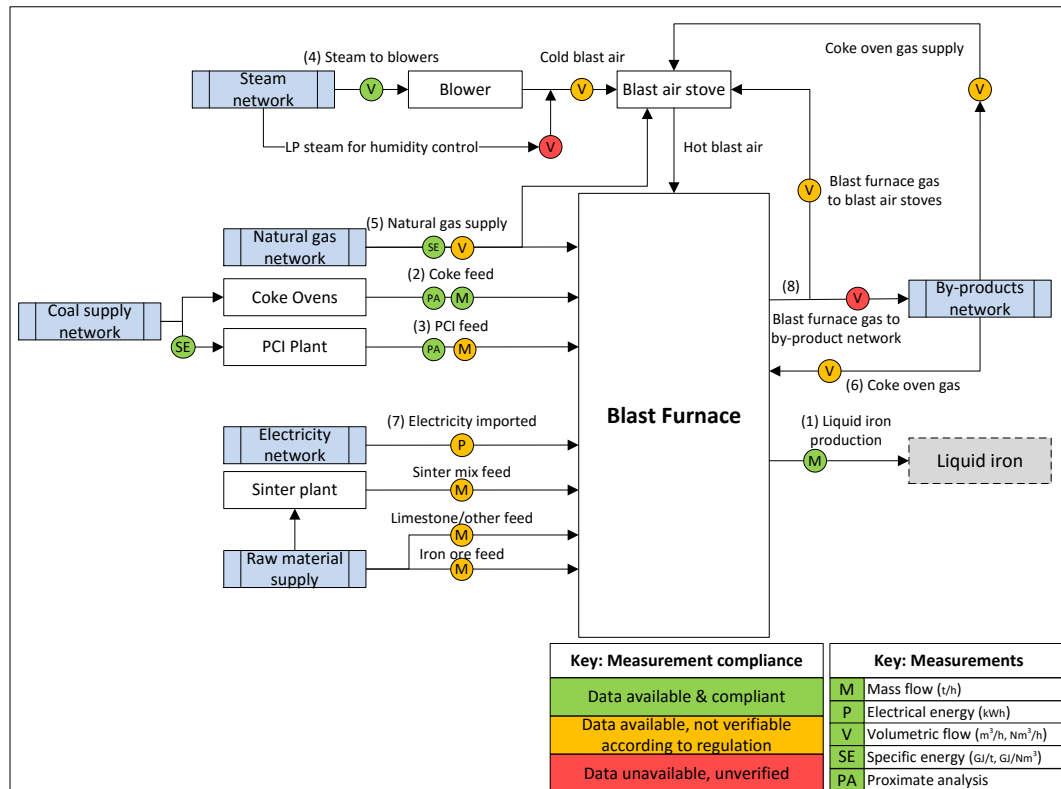 (4) Steam to blowers
Cold blast air
Coke oven gas supply
Steam
network
V
Blower
V
Blast air stove
V
LP steam for humidity control
V
Hot blast air
V
Blast furnace gas
to blast air stoves
(5) Natural gas supply
Natural gas
network
SE
V
(2) Coke feed
Coke Ovens
PA
M
(8)
V
By-products
network
Coal supply
network
SE
(3) PCI feed
PCI Plant
PA
M
Blast furnace gas to
by-product network
V
(6) Coke oven gas
Blast Furnace
(7) Electricity imported
Electricity
network
P
(1) Liquid iron
production
M
Liquid iron
Sinter mix feed
Sinter plant
M
Limestone/other feed
M
Iron ore feed
Raw material
supply
M
Key: Measurement compliance
Data available & compliant
Data available, not verifiable
according to regulation
Data unavailable, unverified
Key: Measurements
M Mass flow (t/h)
P Electrical energy (kWh)
V Volumetric flow (m³/h, Nm³/h)
SE Specific energy (GJ/t, GJ/Nm³)
PA Proximate analysis